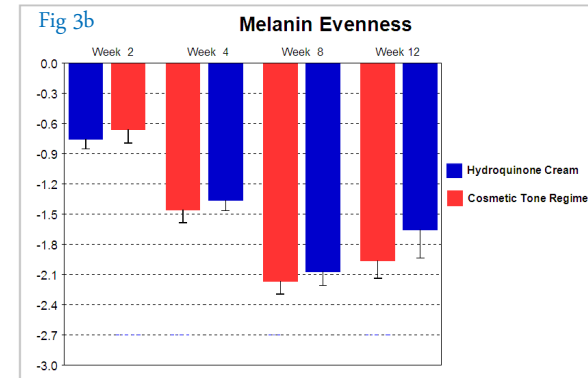 Fig 3b
Melanin Evenness
Week 2 Week 4 Week 8 Week 12
0.0
-0.3
-0.6
-0.9
-1.2
-1.5
-1.8
-2.1
-2.4
-2.7
-3.0
Hydroquinone Cream
Cosmetic Tone Regime